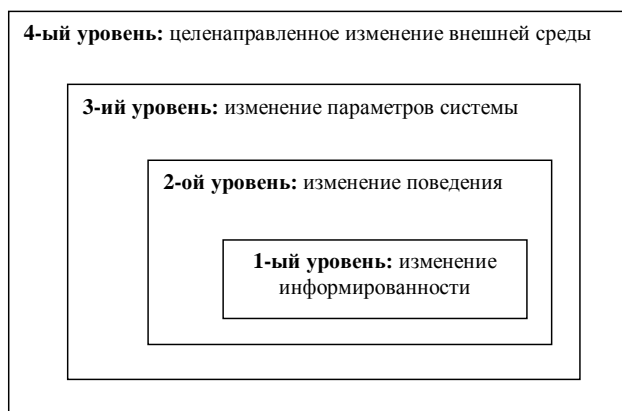 4-ый уровень: целенаправленное изменение внешней среды
3-ий уровень: изменение параметров системы
2-ой уровень: изменение поведения
1-ый уровень: изменение
информированности